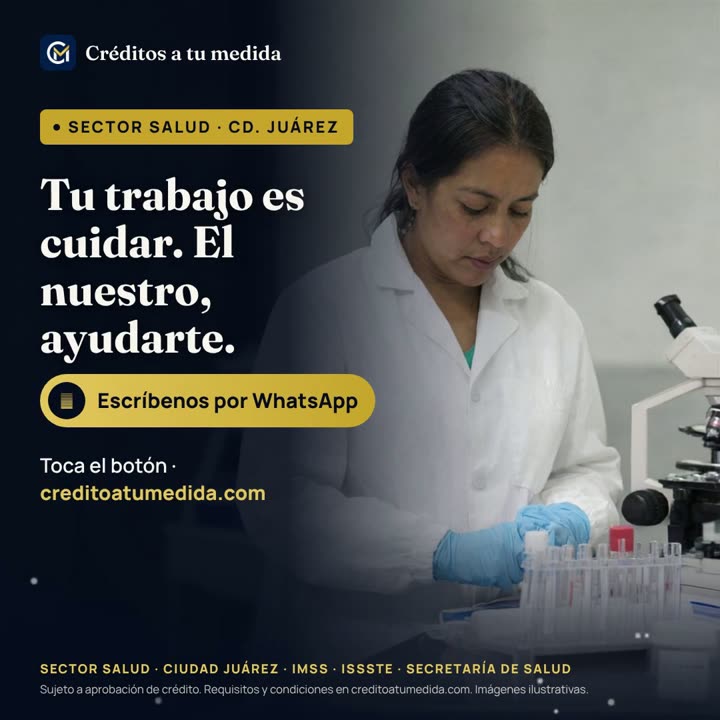 Créditos a tu medida
• SECTOR SALUD · CD. JUÁREZ
Tu trabajo es
cuidar. El
nuestro,
ayudarte.
Escríbenos por WhatsApp
Toca el botón ·
creditoatumedida.com
SECTOR SALUD · CIUDAD JUÁREZ · IMSS · ISSSTE · SECRETARÍA DE SALUD
Sujeto a aprobación de crédito. Requisitos y condiciones en creditoatumedida.com. Imágenes ilustrativas.